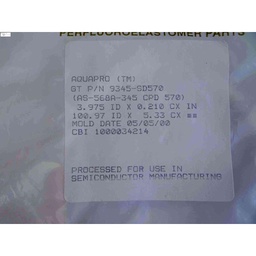 PERFLUOROELASTOMER PARTS
AQUAPRO (TM)
GT P/N 9345-SD570
(AS-568A-345 CPD 570)
3.975 ID X 0.210 CX IN
100.97 ID X 5.33 CX mm
MOLD DATE 05/05/00
CBI 1000034214
PROCESSED FOR USE IN
SEMICONDUCTOR MANUFACTURING